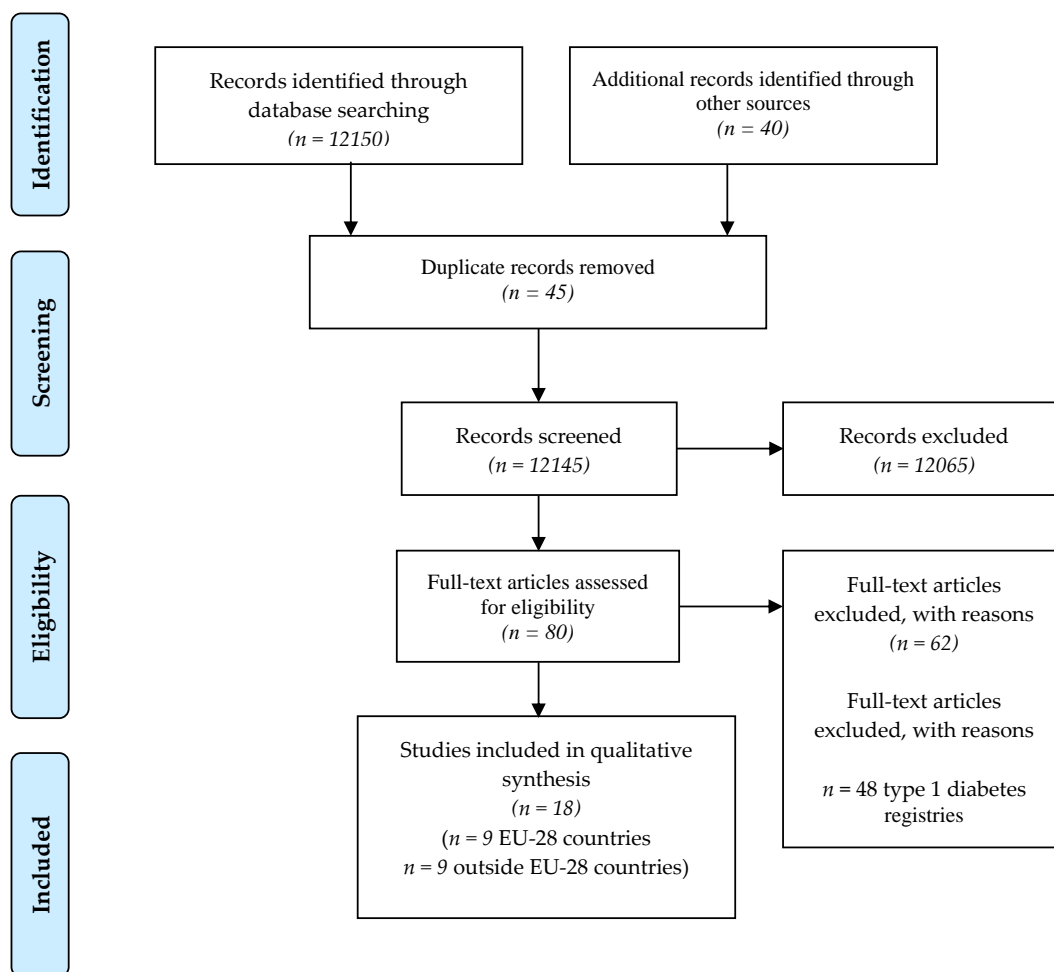 Identification
Records identified through
database searching
(n = 12150)
Additional records identified through
other sources
(n = 40)
Screening
Duplicate records removed
(n = 45)
Records screened
(n = 12145)
Records excluded
(n = 12065)
Eligibility
Full-text articles assessed
for eligibility
(n = 80)
Full-text articles
excluded, with reasons
(n = 62)
Full-text articles
excluded, with reasons
n = 48 type 1 diabetes
registries
Included
Studies included in qualitative
synthesis
(n = 18)
(n = 9 EU-28 countries
n = 9 outside EU-28 countries)